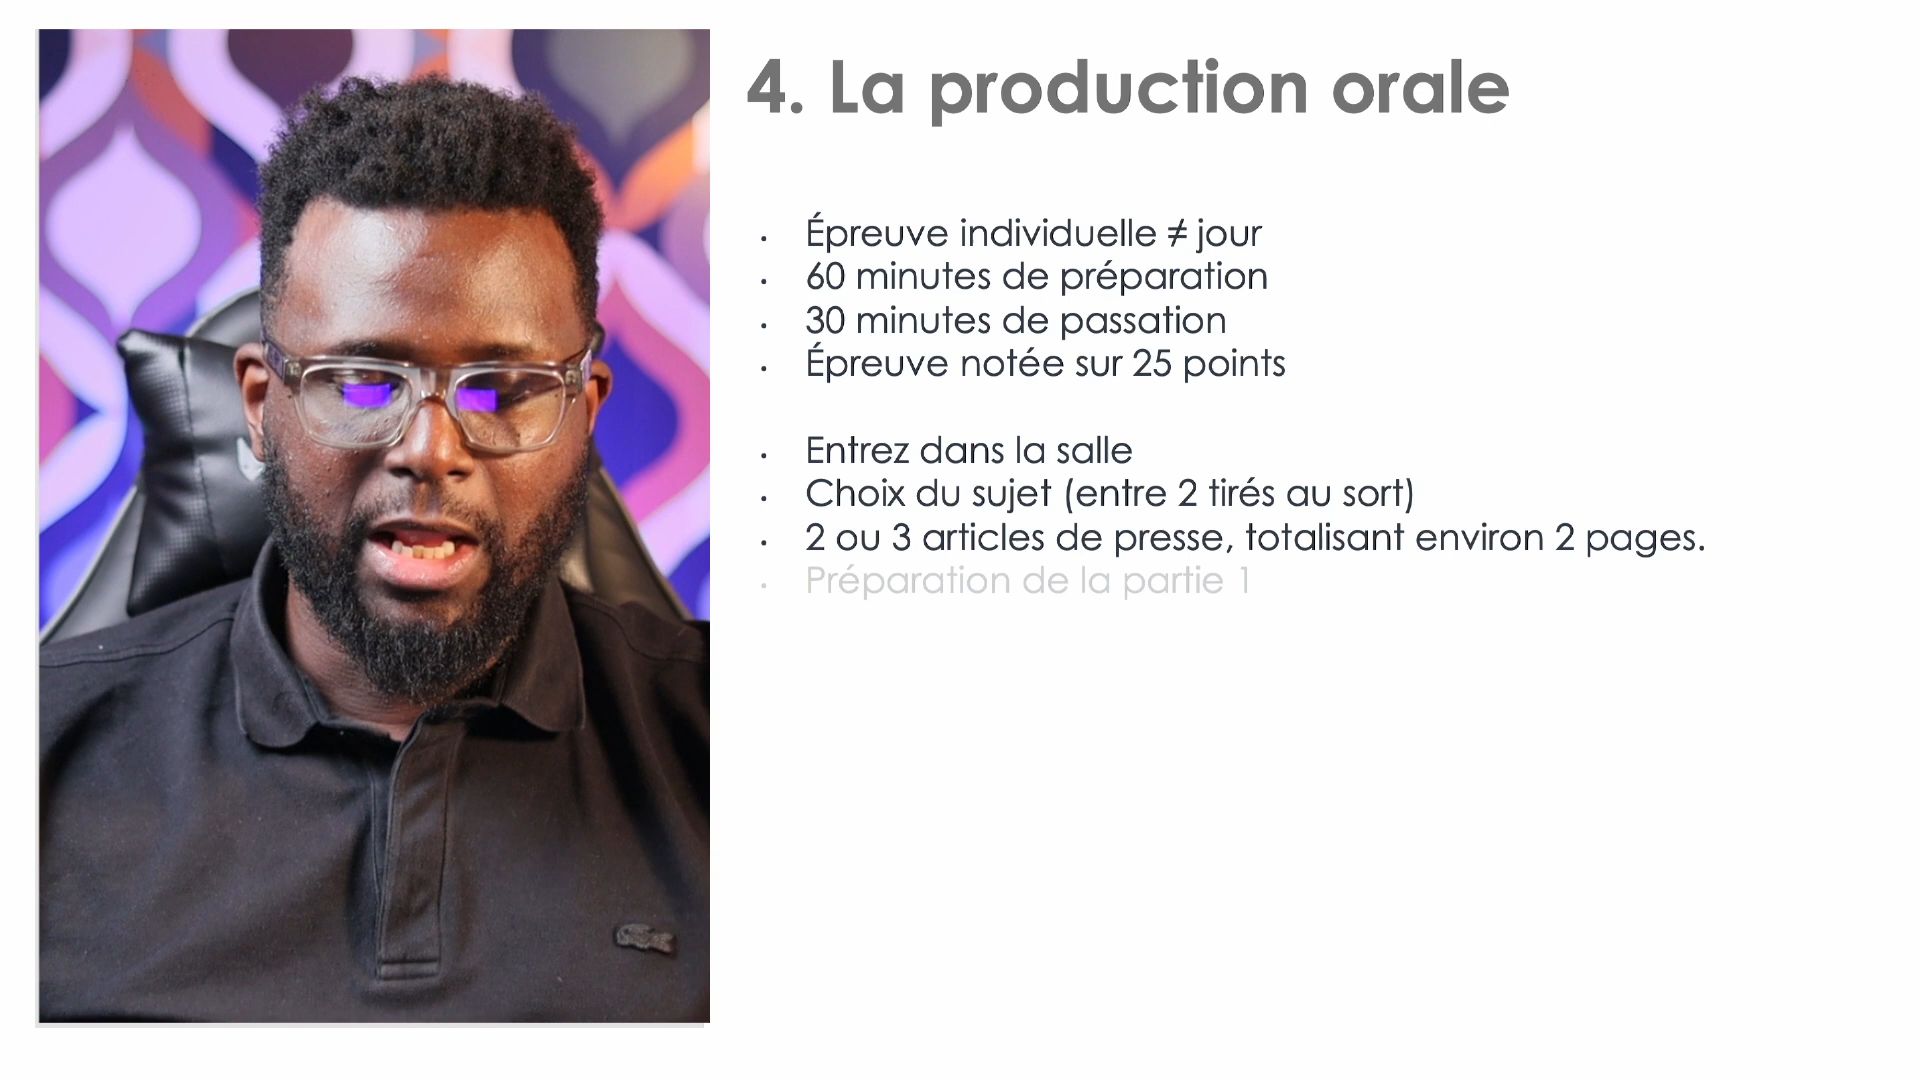 4. La production orale
· Épreuve individuelle ≠ jour
· 60 minutes de préparation
· 30 minutes de passation
· Épreuve notée sur 25 points
· Entrez dans la salle
· Choix du sujet (entre 2 tirés au sort)
· 2 ou 3 articles de presse, totalisant environ 2 pages.
· Préparation de la partie 1